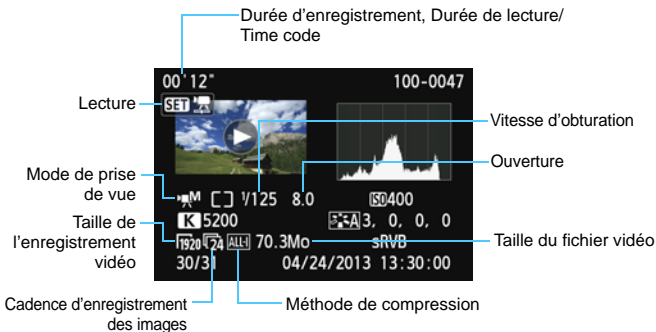 Durée d'enregistrement, Durée de lecture/
Time code
00'12"
100-0047
Lecture
SET
Vitesse d'obturation
Ouverture
Mode de prise
de vue
M 1/125 8.0 ISO400
K 5200
A 3, 0, 0, 0
Taille de
l'enregistrement
vidéo
1920 24 ALL-I 70.3Mo sRVB
Taille du fichier vidéo
30/31 04/24/2013 13:30:00
Cadence d'enregistrement
des images
Méthode de compression